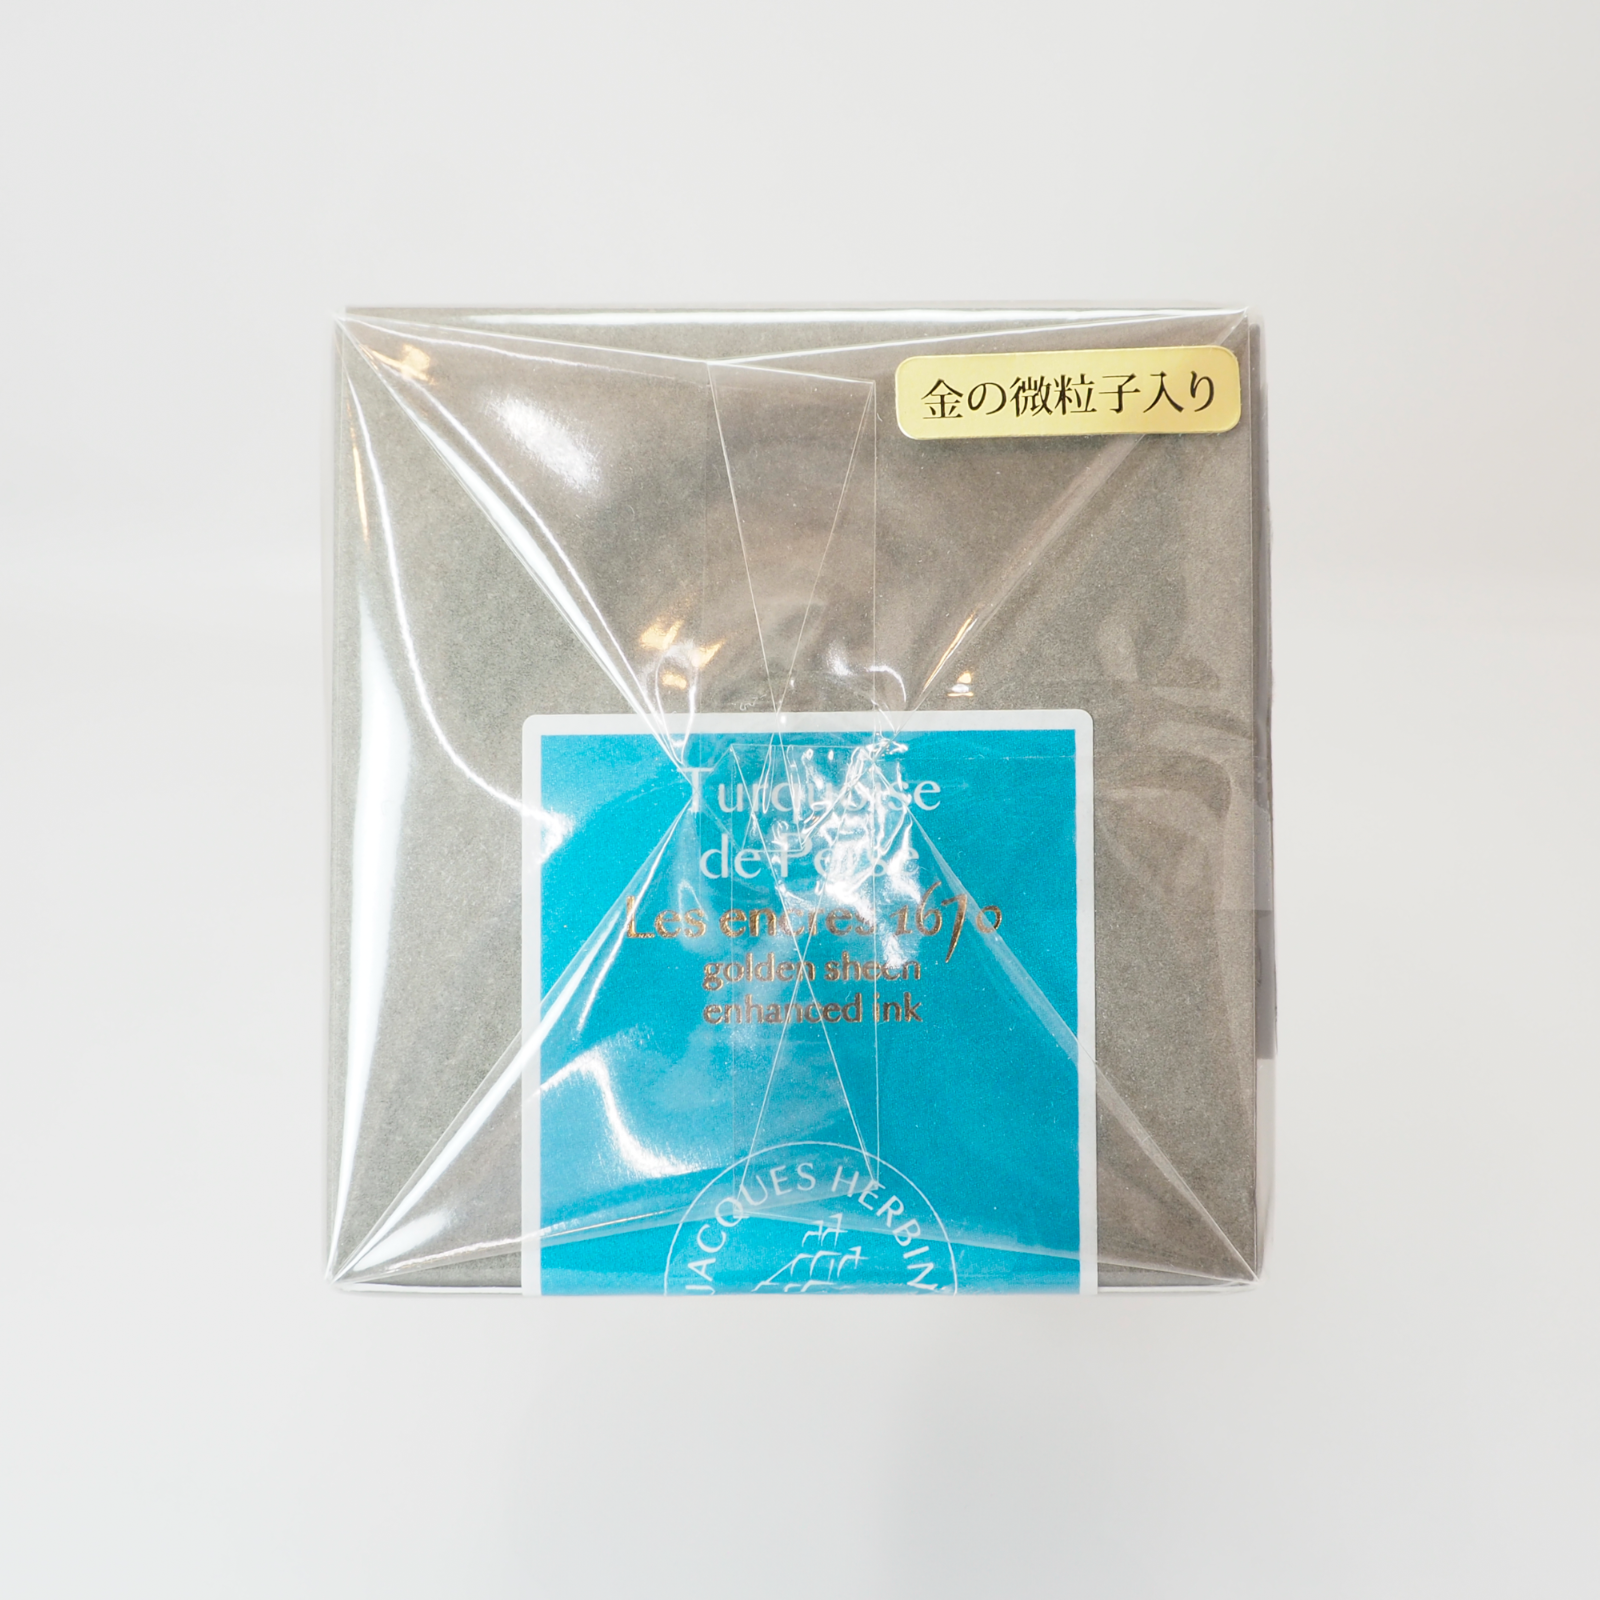 金の微粒子入り
Turquoise
de Perse
Les encres 1670
golden sheen
enhanced ink
JACQUES HERBIN